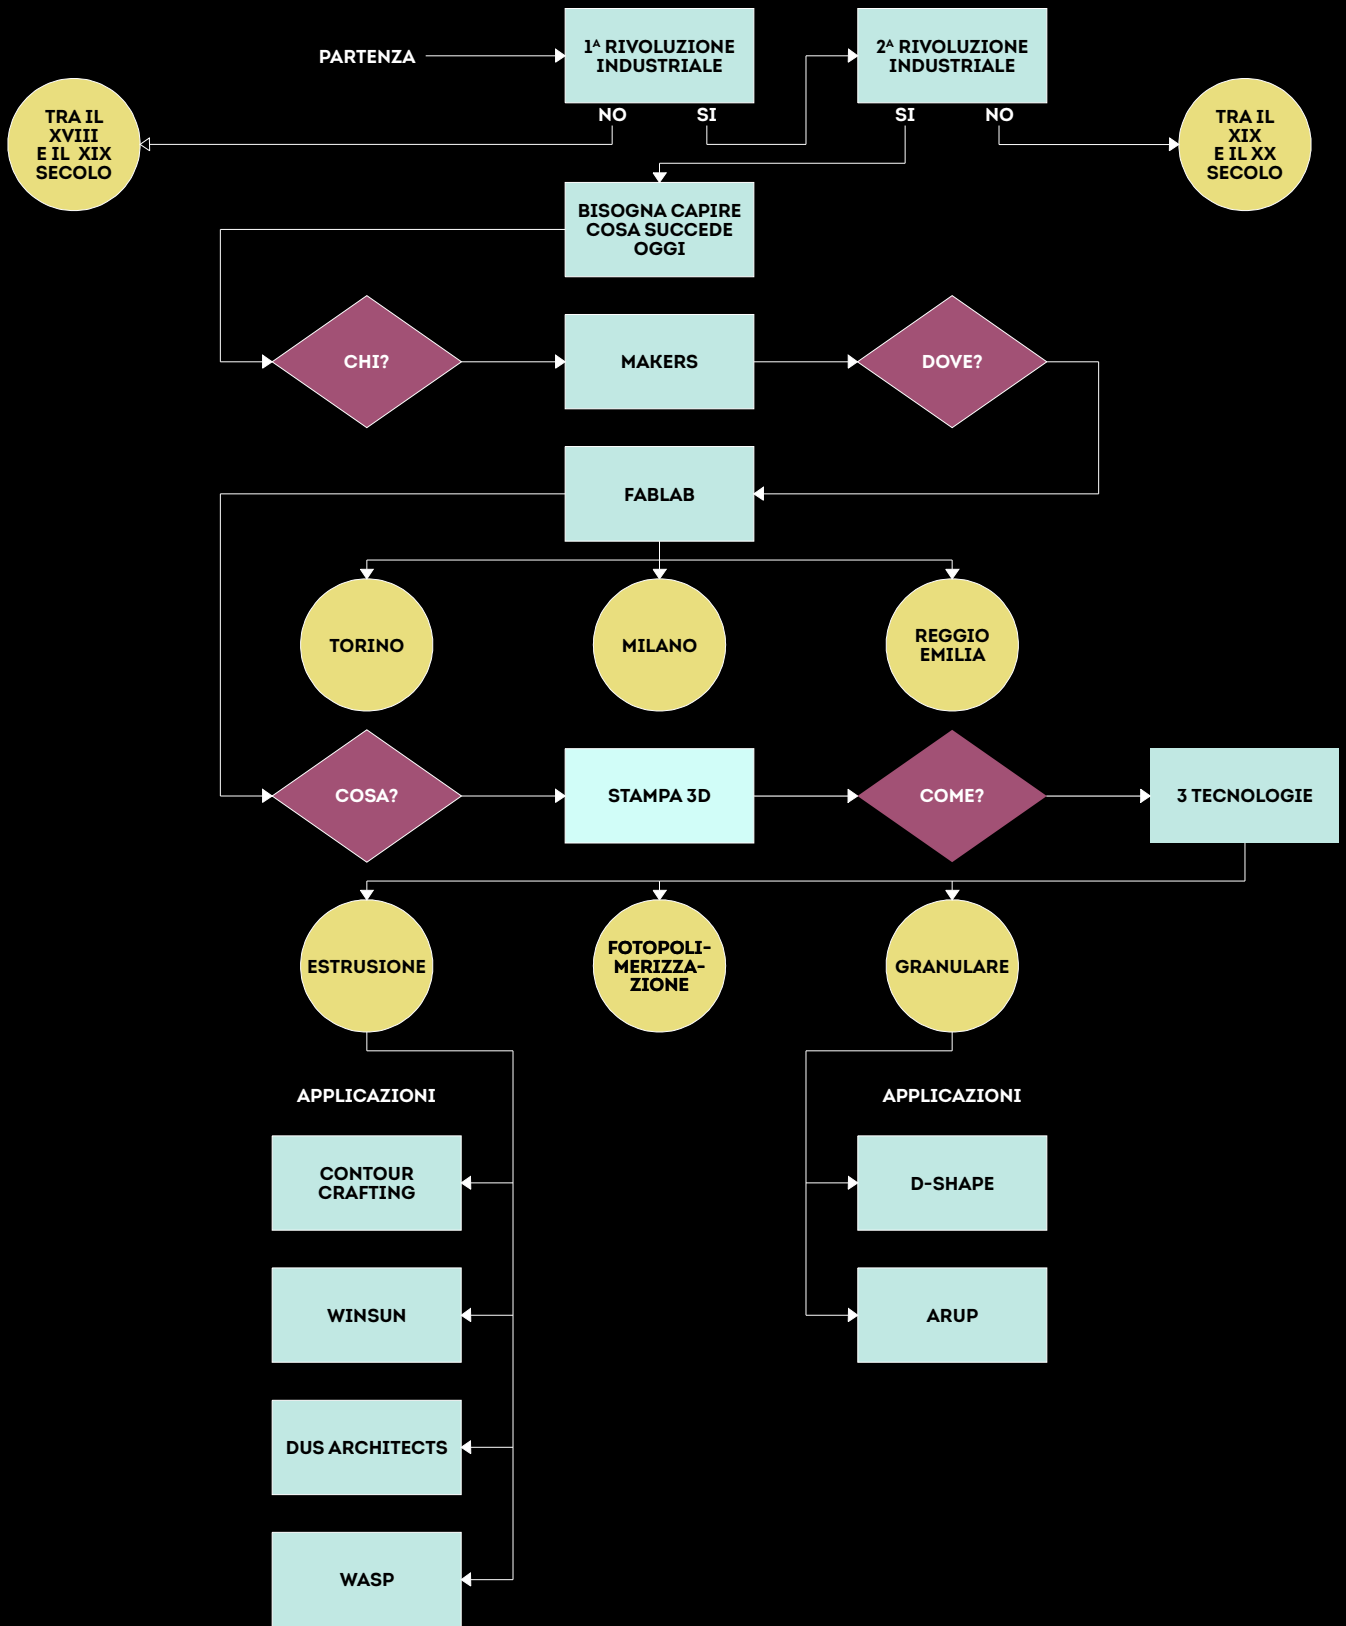 PARTENZA
1ᴬ RIVOLUZIONE
INDUSTRIALE
2ᴬ RIVOLUZIONE
INDUSTRIALE
NO
SI
SI
NO
TRA IL
XVIII
E IL XIX
SECOLO
TRA IL
XIX
E IL XX
SECOLO
BISOGNA CAPIRE
COSA SUCCEDE
OGGI
CHI?
MAKERS
DOVE?
FABLAB
TORINO
MILANO
REGGIO
EMILIA
COSA?
STAMPA 3D
COME?
3 TECNOLOGIE
ESTRUSIONE
FOTOPOLI-
MERIZZA-
ZIONE
GRANULARE
APPLICAZIONI
APPLICAZIONI
CONTOUR
CRAFTING
D-SHAPE
WINSUN
ARUP
DUS ARCHITECTS
WASP